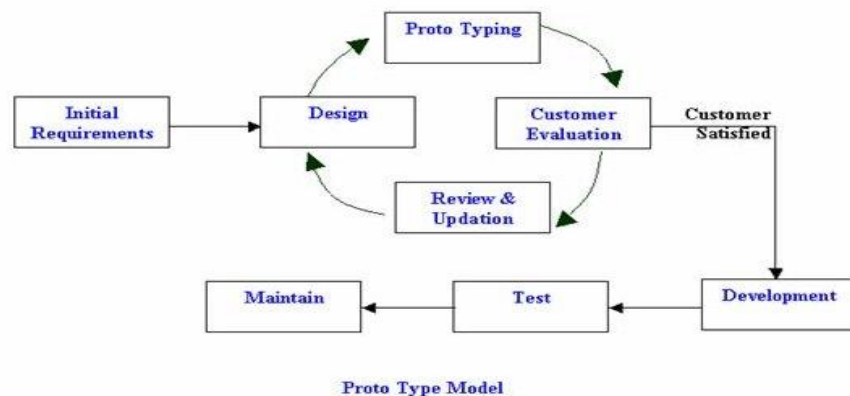 Proto Typing
Initial
Requirements
Design
Customer
Evaluation
Customer
Satisfied
Review &
Updation
Maintain
Test
Development
Proto Type Model